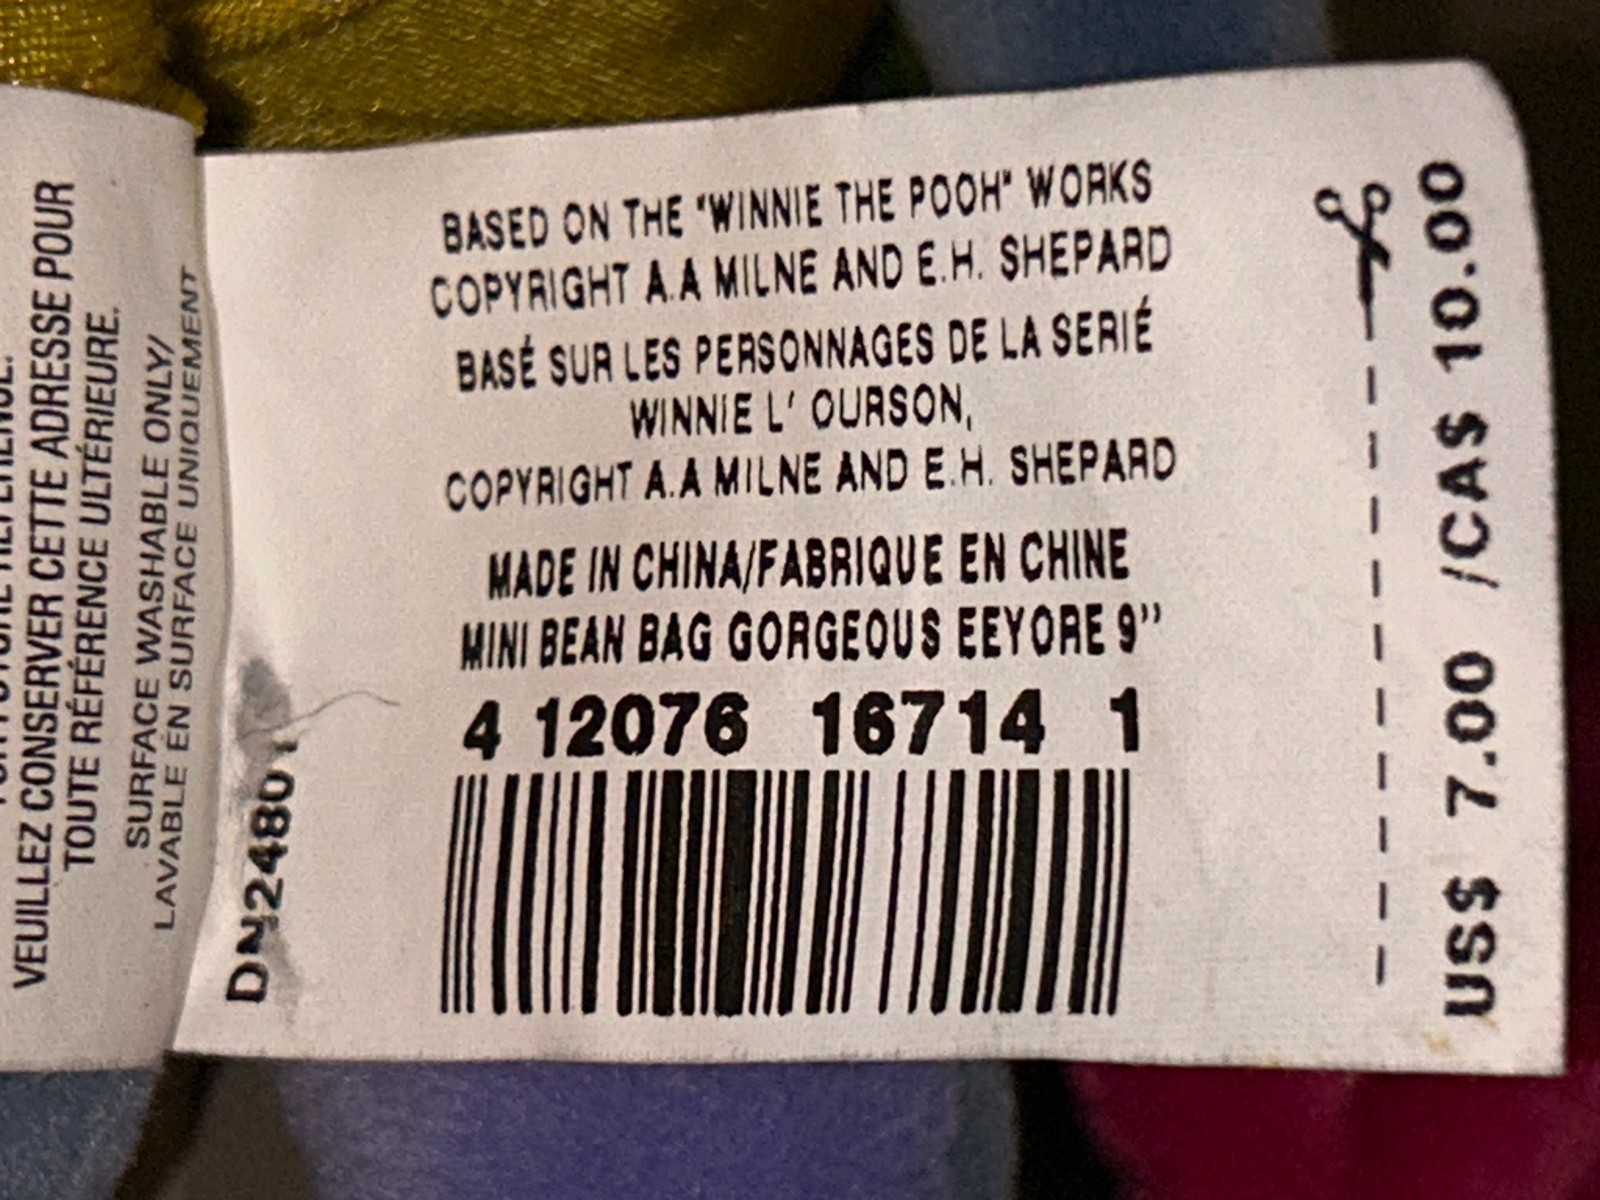 VEUILLEZ CONSERVER CETTE ADRESSE POUR
TOUTE RÉFÉRENCE ULTÉRIEURE.
SURFACE WASHABLE ONLY/
LAVABLE EN SURFACE UNIQUEMENT
BASED ON THE "WINNIE THE POOH" WORKS
COPYRIGHT A.A MILNE AND E.H. SHEPARD
BASÉ SUR LES PERSONNAGES DE LA SERIÉ
WINNIE L' OURSON,
COPYRIGHT A.A MILNE AND E.H. SHEPARD
MADE IN CHINA/FABRIQUE EN CHINE
MINI BEAN BAG GORGEOUS EEYORE 9''
4 12076 16714 1
DN24801
US$ 7.00 /CA$ 10.00